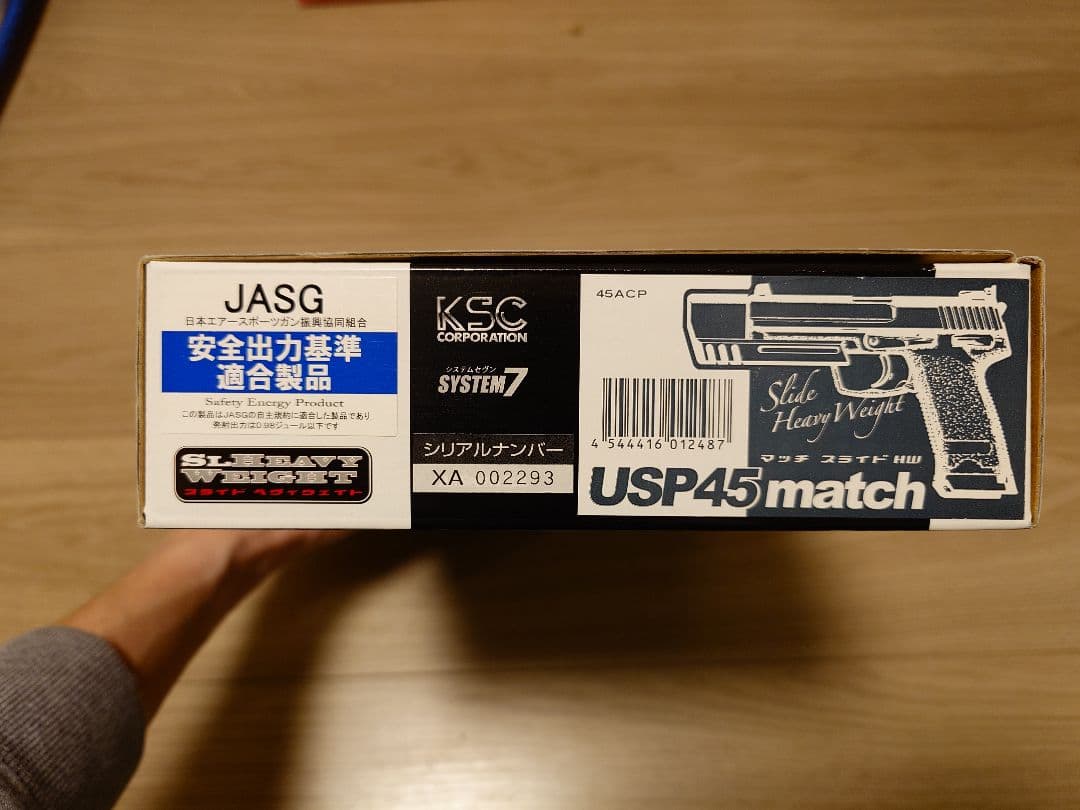 JASG
日本エアースポーツガン振興協同組合
安全出力基準
適合製品
Safety Energy Product
この製品はJASGの自主規約に適合した製品であり
発射出力は0.98ジュール以下です
SLHEAVY
WEIGHT
スライド ヘヴィウェイト
KSC
CORPORATION
システムセヴン
SYSTEM7
シリアルナンバー
XA 002293
45ACP
4 544416 012487
Slide
Heavy Weight
マッチ スライド HW
USP45 match